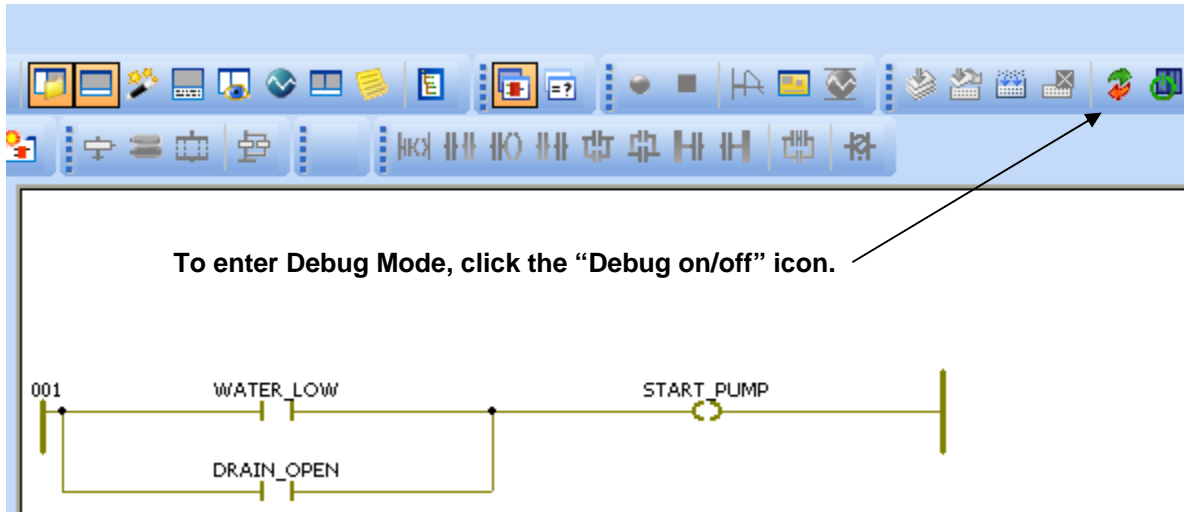 To enter Debug Mode, click the “Debug on/off” icon.
001 WATER_LOW START_PUMP
DRAIN_OPEN